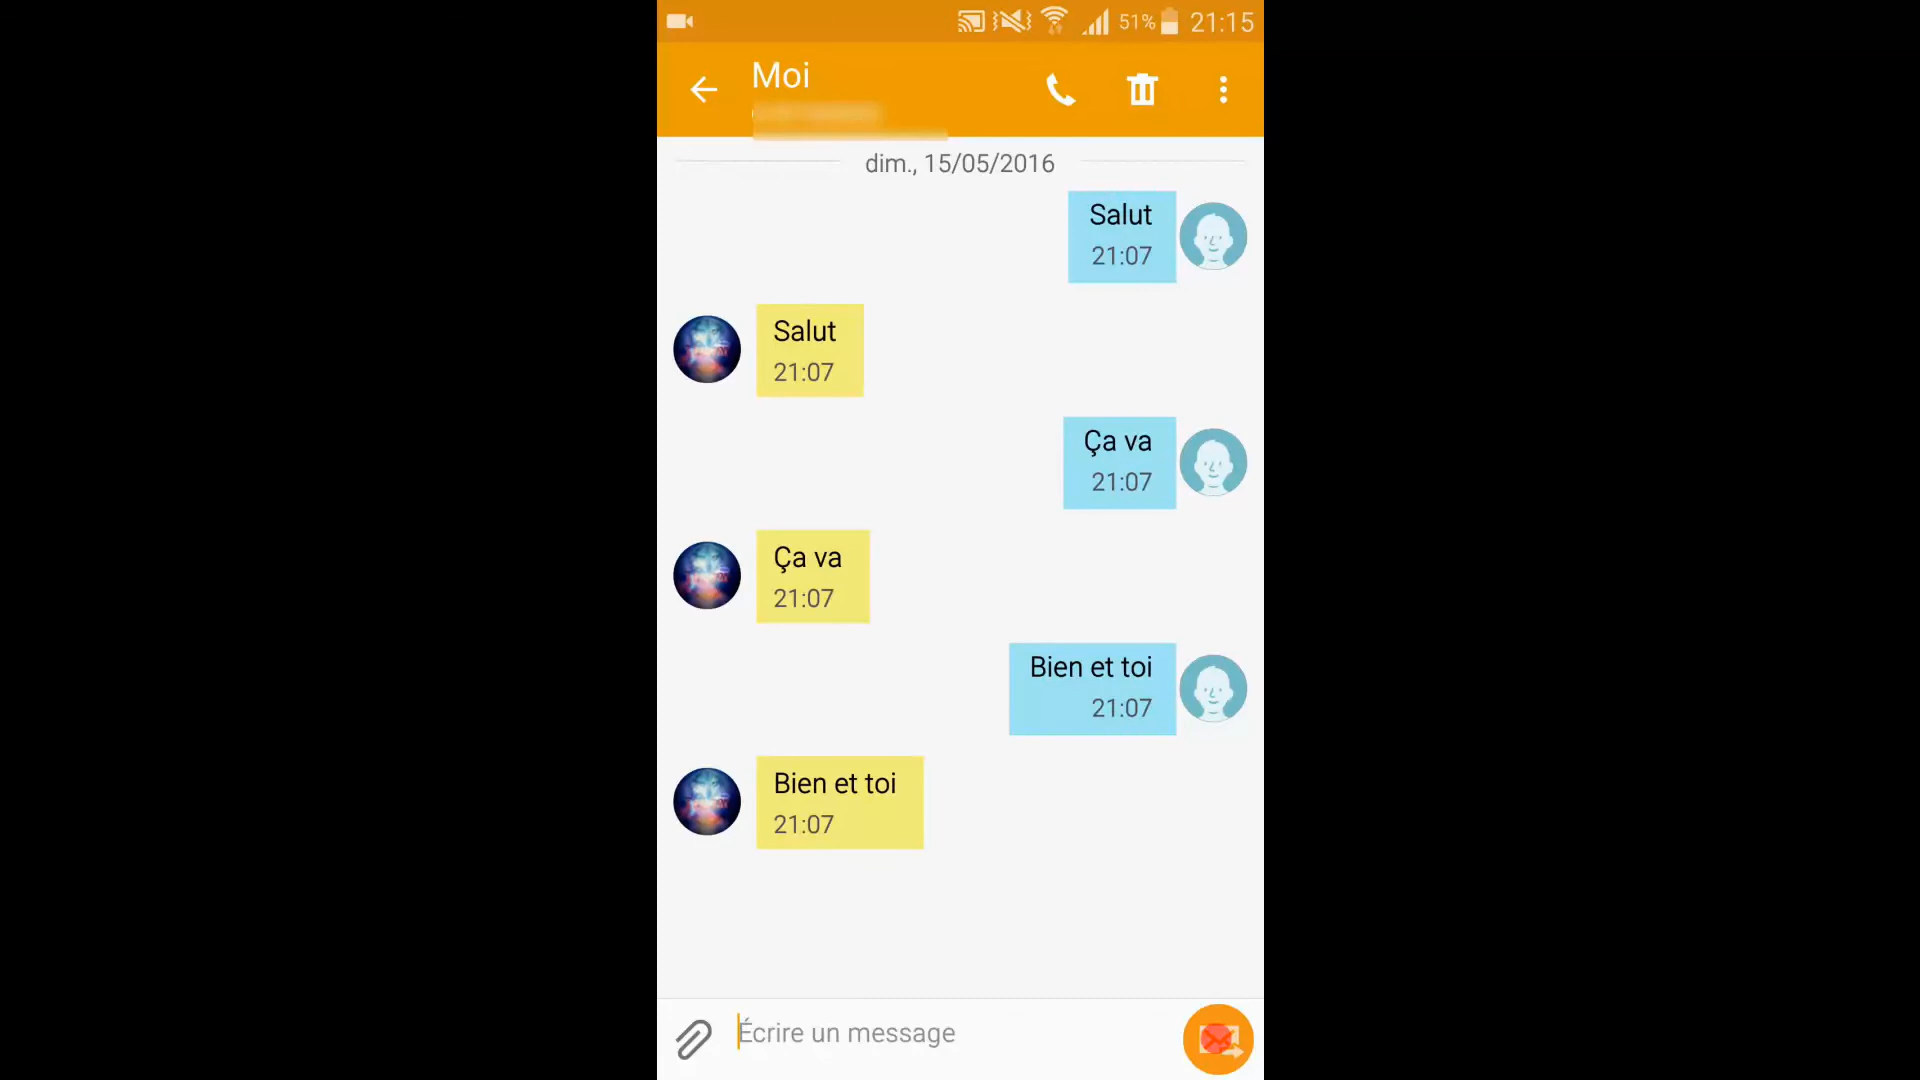 51% 21:15
Moi
dim., 15/05/2016
Salut
21:07
Salut
21:07
Ça va
21:07
Ça va
21:07
Bien et toi
21:07
Bien et toi
21:07
Écrire un message